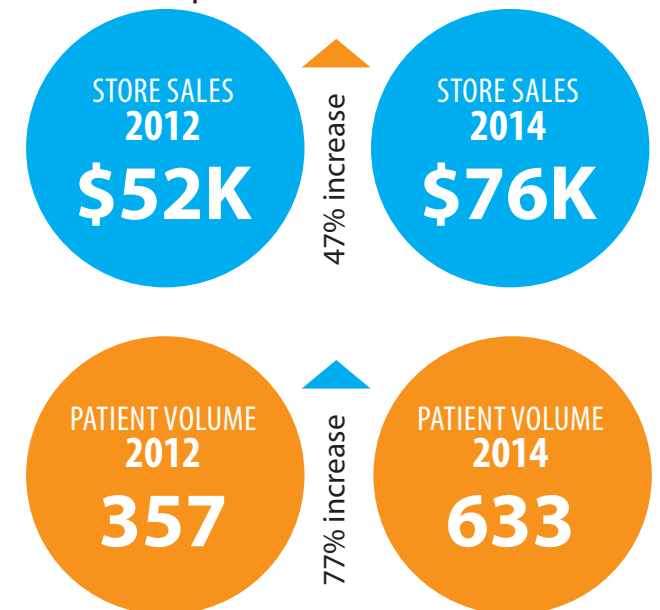 STORE SALES
2012
$52K
47% increase
STORE SALES
2014
$76K
PATIENT VOLUME
2012
357
77% increase
PATIENT VOLUME
2014
633